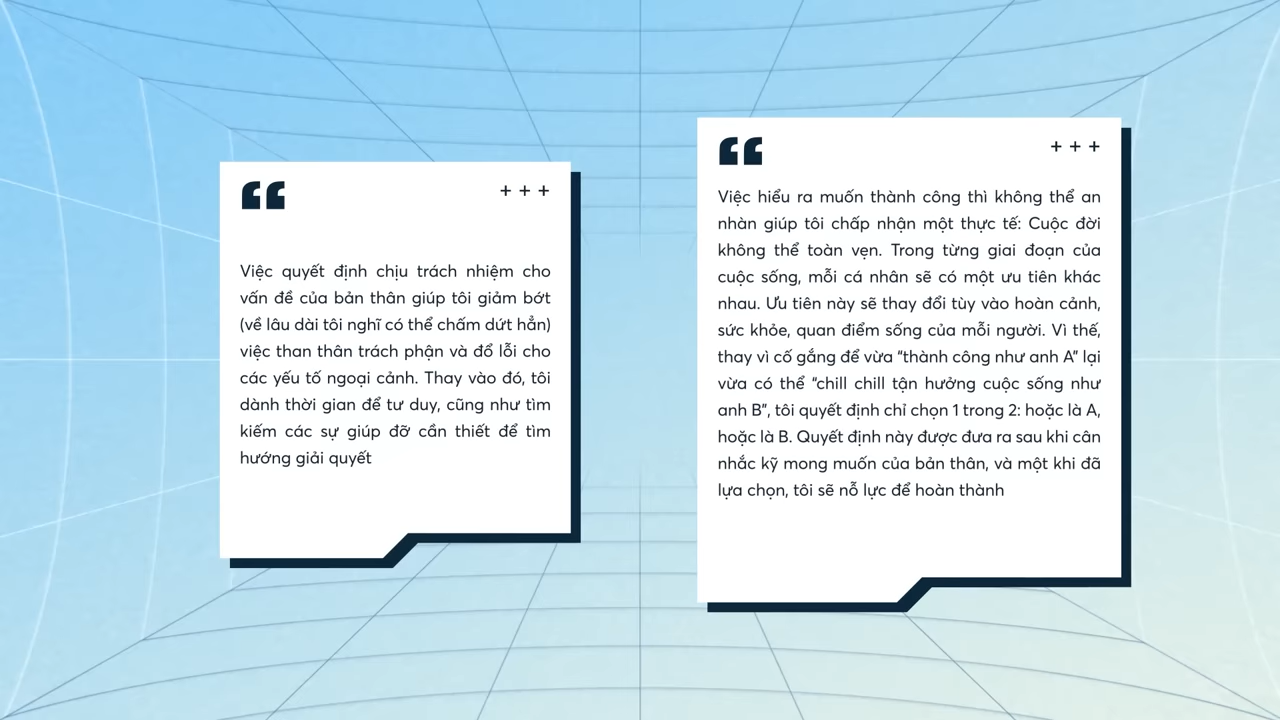 Việc quyết định chịu trách nhiệm cho
vấn đề của bản thân giúp tôi giảm bớt
(về lâu dài tôi nghĩ có thể chấm dứt hẳn)
việc than thân trách phận và đổ lỗi cho
các yếu tố ngoại cảnh. Thay vào đó, tôi
dành thời gian để tư duy, cũng như tìm
kiếm các sự giúp đỡ cần thiết để tìm
hướng giải quyết
Việc hiểu ra muốn thành công thì không thể an
nhàn giúp tôi chấp nhận một thực tế: Cuộc đời
không thể toàn vẹn. Trong từng giai đoạn của
cuộc sống, mỗi cá nhân sẽ có một ưu tiên khác
nhau. Ưu tiên này sẽ thay đổi tùy vào hoàn cảnh,
sức khỏe, quan điểm sống của mỗi người. Vì thế,
thay vì cố gắng để vừa “thành công như anh A” lại
vừa có thể “chill chill tận hưởng cuộc sống như
anh B”, tôi quyết định chỉ chọn 1 trong 2: hoặc là A,
hoặc là B. Quyết định này được đưa ra sau khi cân
nhắc kỹ mong muốn của bản thân, và một khi đã
lựa chọn, tôi sẽ nỗ lực để hoàn thành